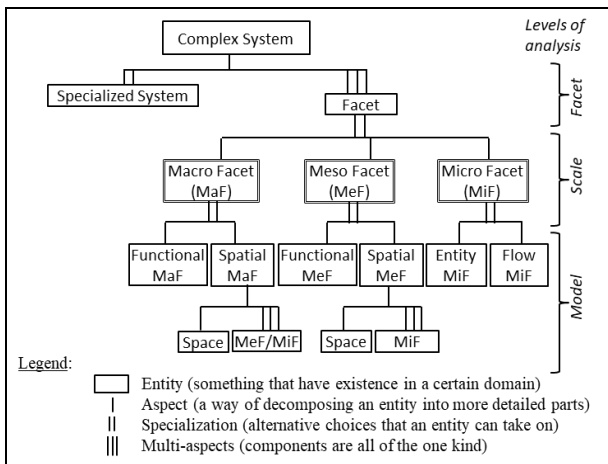 Complex System
Levels of
analysis
Specialized System
Facet
Facet
Macro Facet
(MaF)
Meso Facet
(MeF)
Micro Facet
(MiF)
Scale
Functional
MaF
Spatial
MaF
Functional
MeF
Spatial
MeF
Entity
MiF
Flow
MiF
Model
Space
MeF/MiF
Space
MiF
Legend:
Entity (something that have existence in a certain domain)
Aspect (a way of decomposing an entity into more detailed parts)
Specialization (alternative choices that an entity can take on)
Multi-aspects (components are all of the one kind)